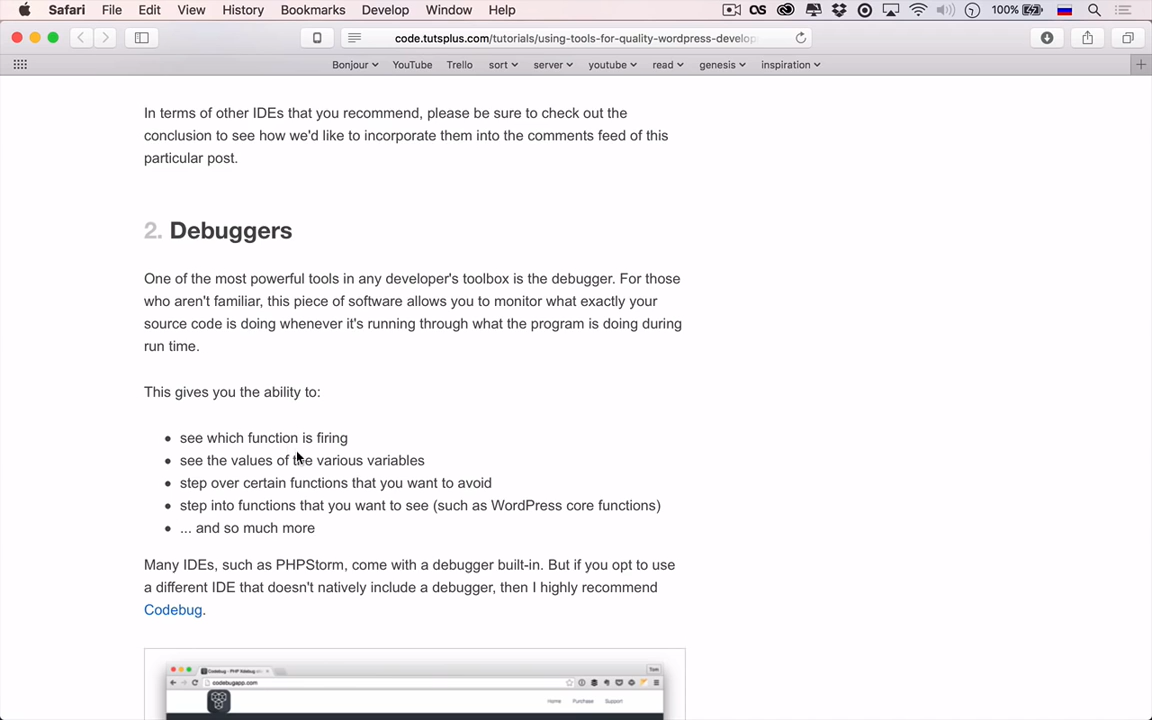 Safari File Edit View History Bookmarks Develop Window Help 100%
code.tutsplus.com/tutorials/using-tools-for-quality-wordpress-develop
Bonjour YouTube Trello sort server youtube read genesis inspiration
In terms of other IDEs that you recommend, please be sure to check out the
conclusion to see how we'd like to incorporate them into the comments feed of this
particular post.
2. Debuggers
One of the most powerful tools in any developer's toolbox is the debugger. For those
who aren't familiar, this piece of software allows you to monitor what exactly your
source code is doing whenever it's running through what the program is doing during
run time.
This gives you the ability to:
• see which function is firing
• see the values of the various variables
• step over certain functions that you want to avoid
• step into functions that you want to see (such as WordPress core functions)
• ... and so much more
Many IDEs, such as PHPStorm, come with a debugger built-in. But if you opt to use
a different IDE that doesn't natively include a debugger, then I highly recommend
Codebug.
Codebug - PHP Xdebug Tom
codebugapp.com
Home Purchase Support